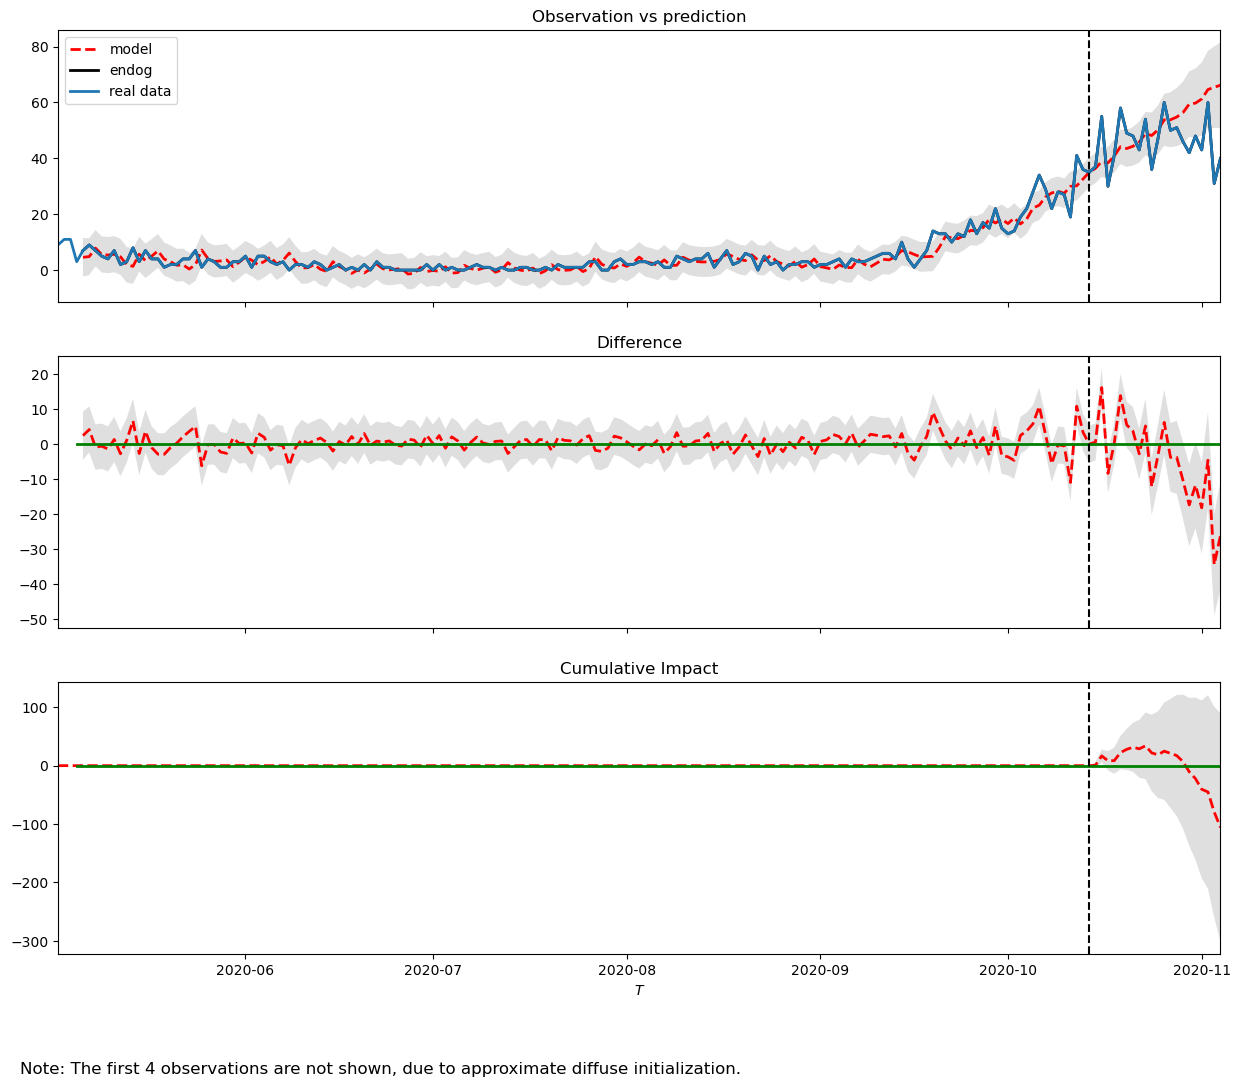 Observation vs prediction
80
60
40
20
0
model
endog
real data
Difference
20
10
0
−10
−20
−30
−40
−50
Cumulative Impact
100
0
−100
−200
−300
2020-06 2020-07 2020-08 2020-09 2020-10 2020-11
T
Note: The first 4 observations are not shown, due to approximate diffuse initialization.